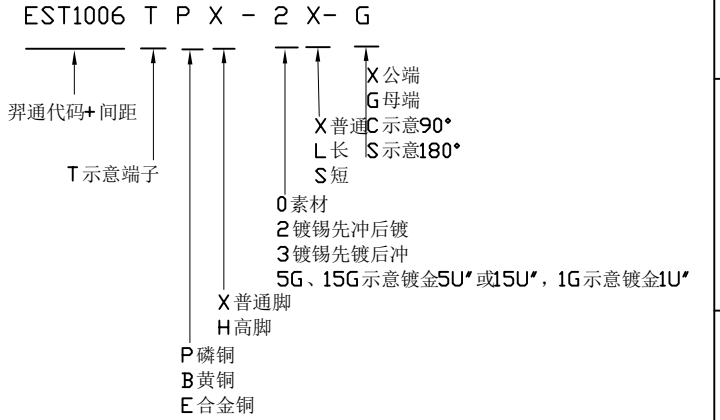 EST1006 T P X - 2 X- G
X公端
G母端
羿通代码+间距
X普通
C示意90°
L长
S示意180°
T示意端子
S短
0素材
2镀锡先冲后镀
3镀锡先镀后冲
5G、15G示意镀金5U"或15U"，1G示意镀金1U"
X普通脚
H高脚
P磷铜
B黄铜
E合金铜